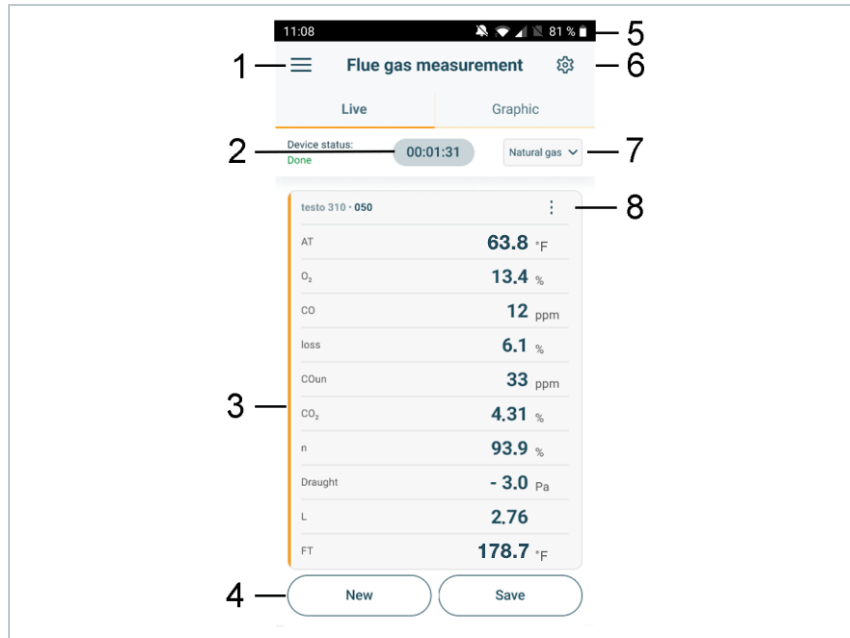 11:08 81 % 5
1 Flue gas measurement 6
Live Graphic
Device status:
Done
2 00:01:31 Natural gas 7
testo 310 · 050 8
AT 63.8 °F
O₂ 13.4 %
CO 12 ppm
loss 6.1 %
COun 33 ppm
3 CO₂ 4.31 %
n 93.9 %
Draught - 3.0 Pa
L 2.76
FT 178.7 °F
4 New Save